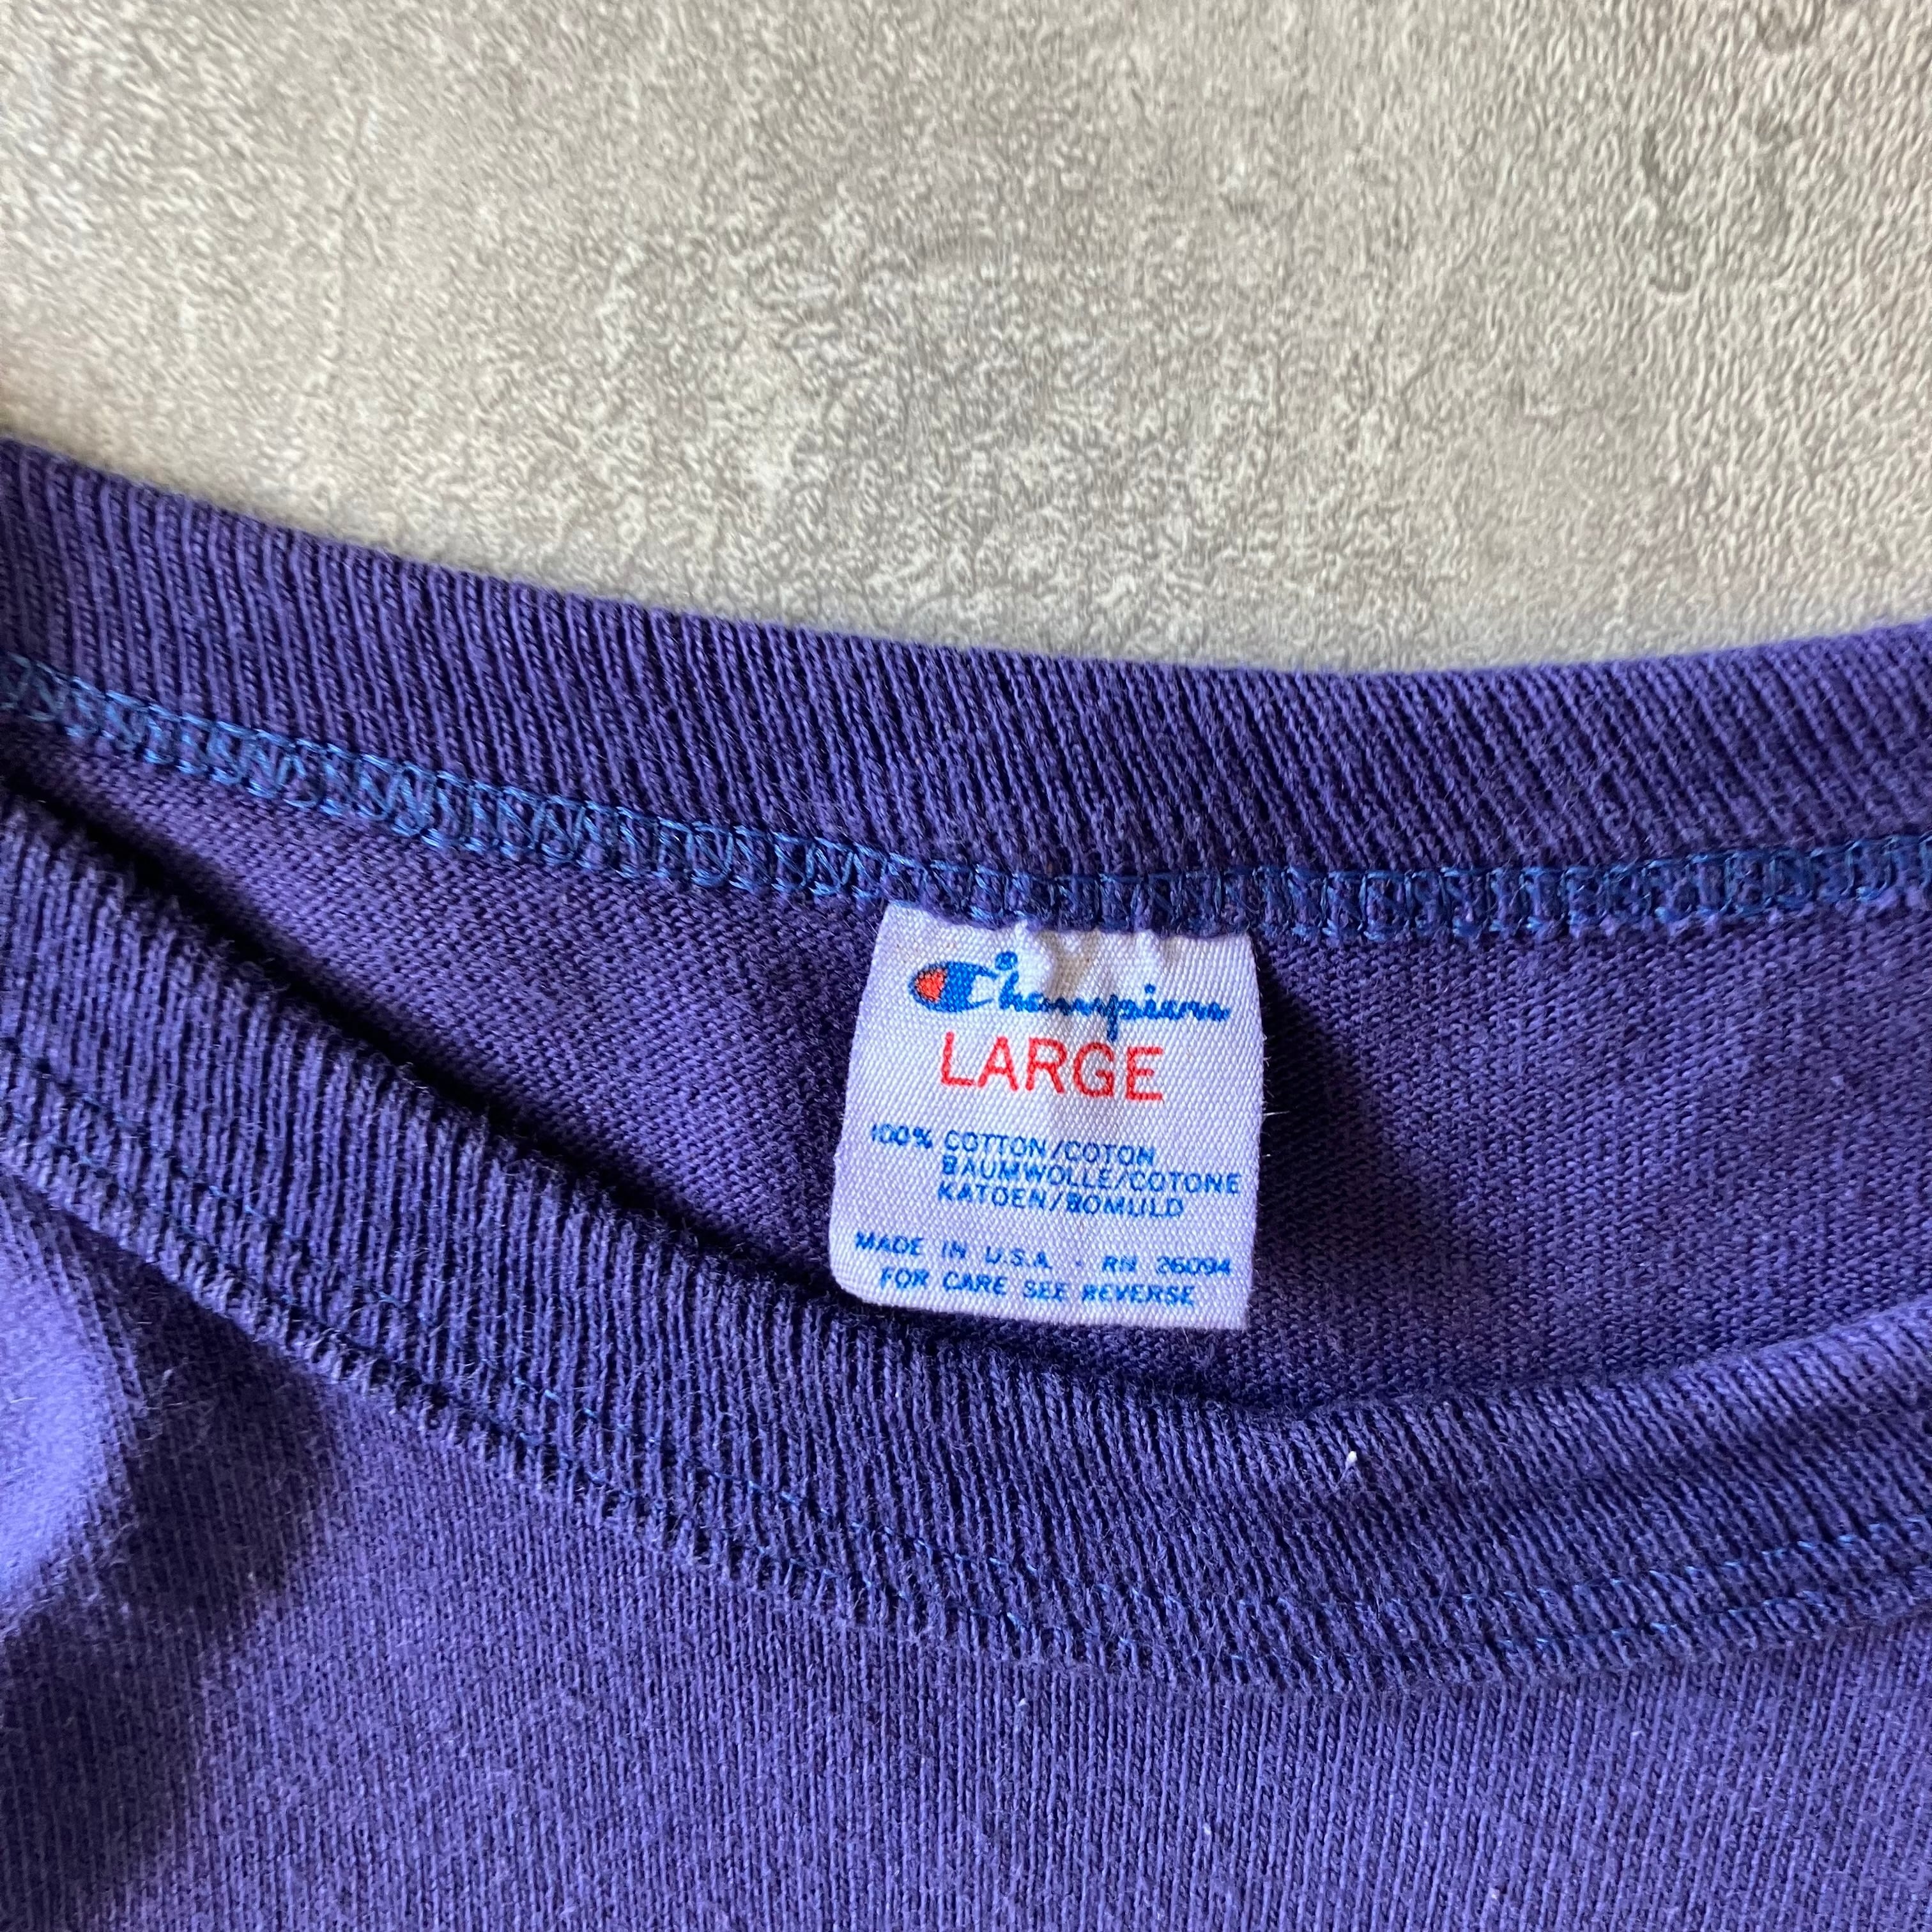 Champion
LARGE
100% COTTON/COTON
BAUMWOLLE/COTONE
KATOEN/BOMULD
MADE IN U.S.A. - RN 26094
FOR CARE SEE REVERSE